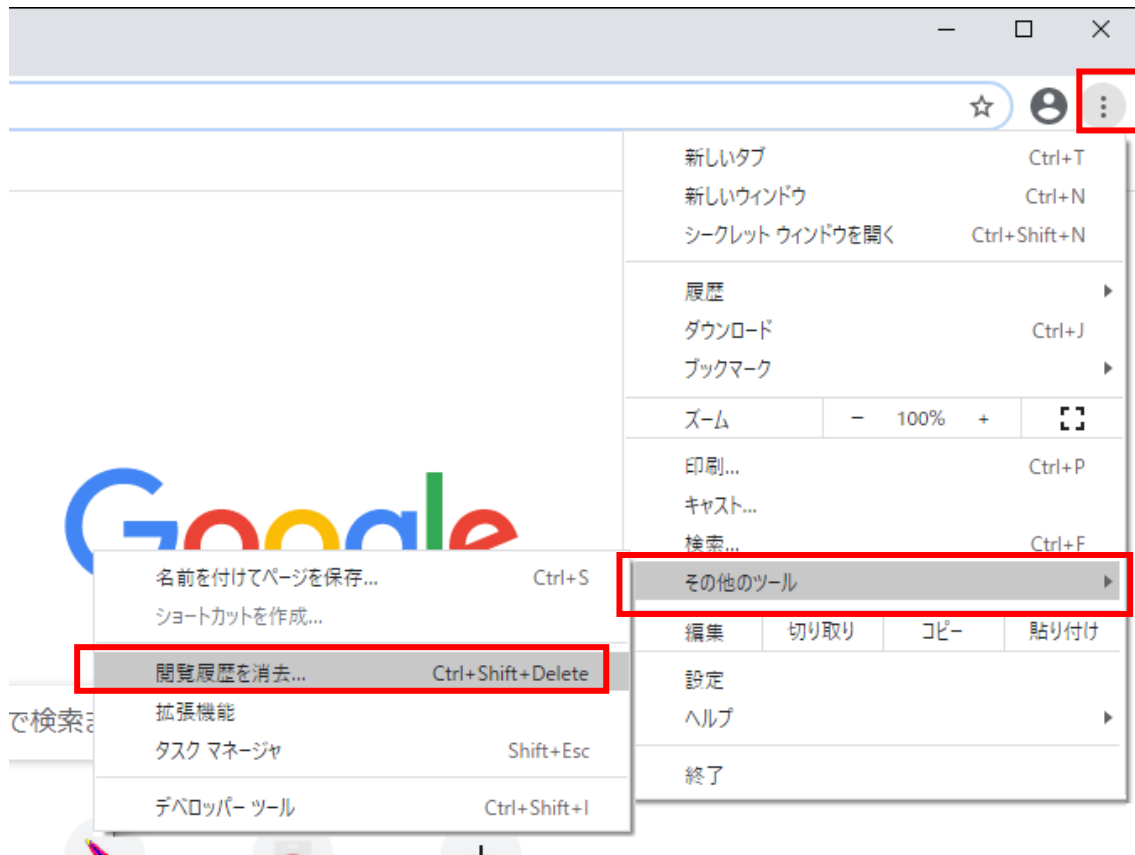 新しいタブ Ctrl+T
新しいウィンドウ Ctrl+N
シークレット ウィンドウを開く Ctrl+Shift+N
履歴
ダウンロード Ctrl+J
ブックマーク
ズーム － 100% +
印刷... Ctrl+P
キャスト...
検索... Ctrl+F
その他のツール
編集 切り取り コピー 貼り付け
設定
ヘルプ
終了
Google
名前を付けてページを保存... Ctrl+S
ショートカットを作成...
閲覧履歴を消去... Ctrl+Shift+Delete
拡張機能
タスク マネージャ Shift+Esc
デベロッパー ツール Ctrl+Shift+I
で検索